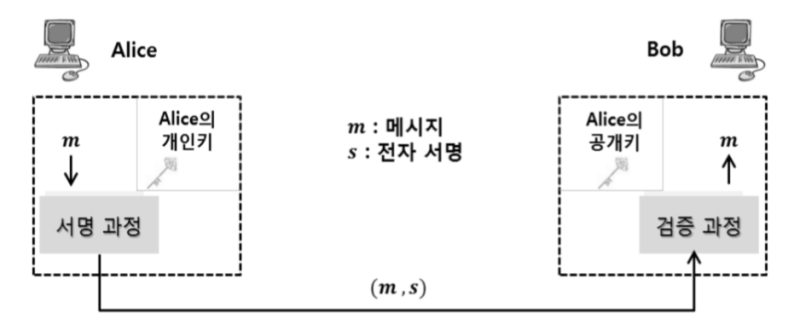 Alice
Bob
Alice의
개인키
m
서명 과정
m : 메시지
s : 전자 서명
Alice의
공개키
m
검증 과정
(m , s)